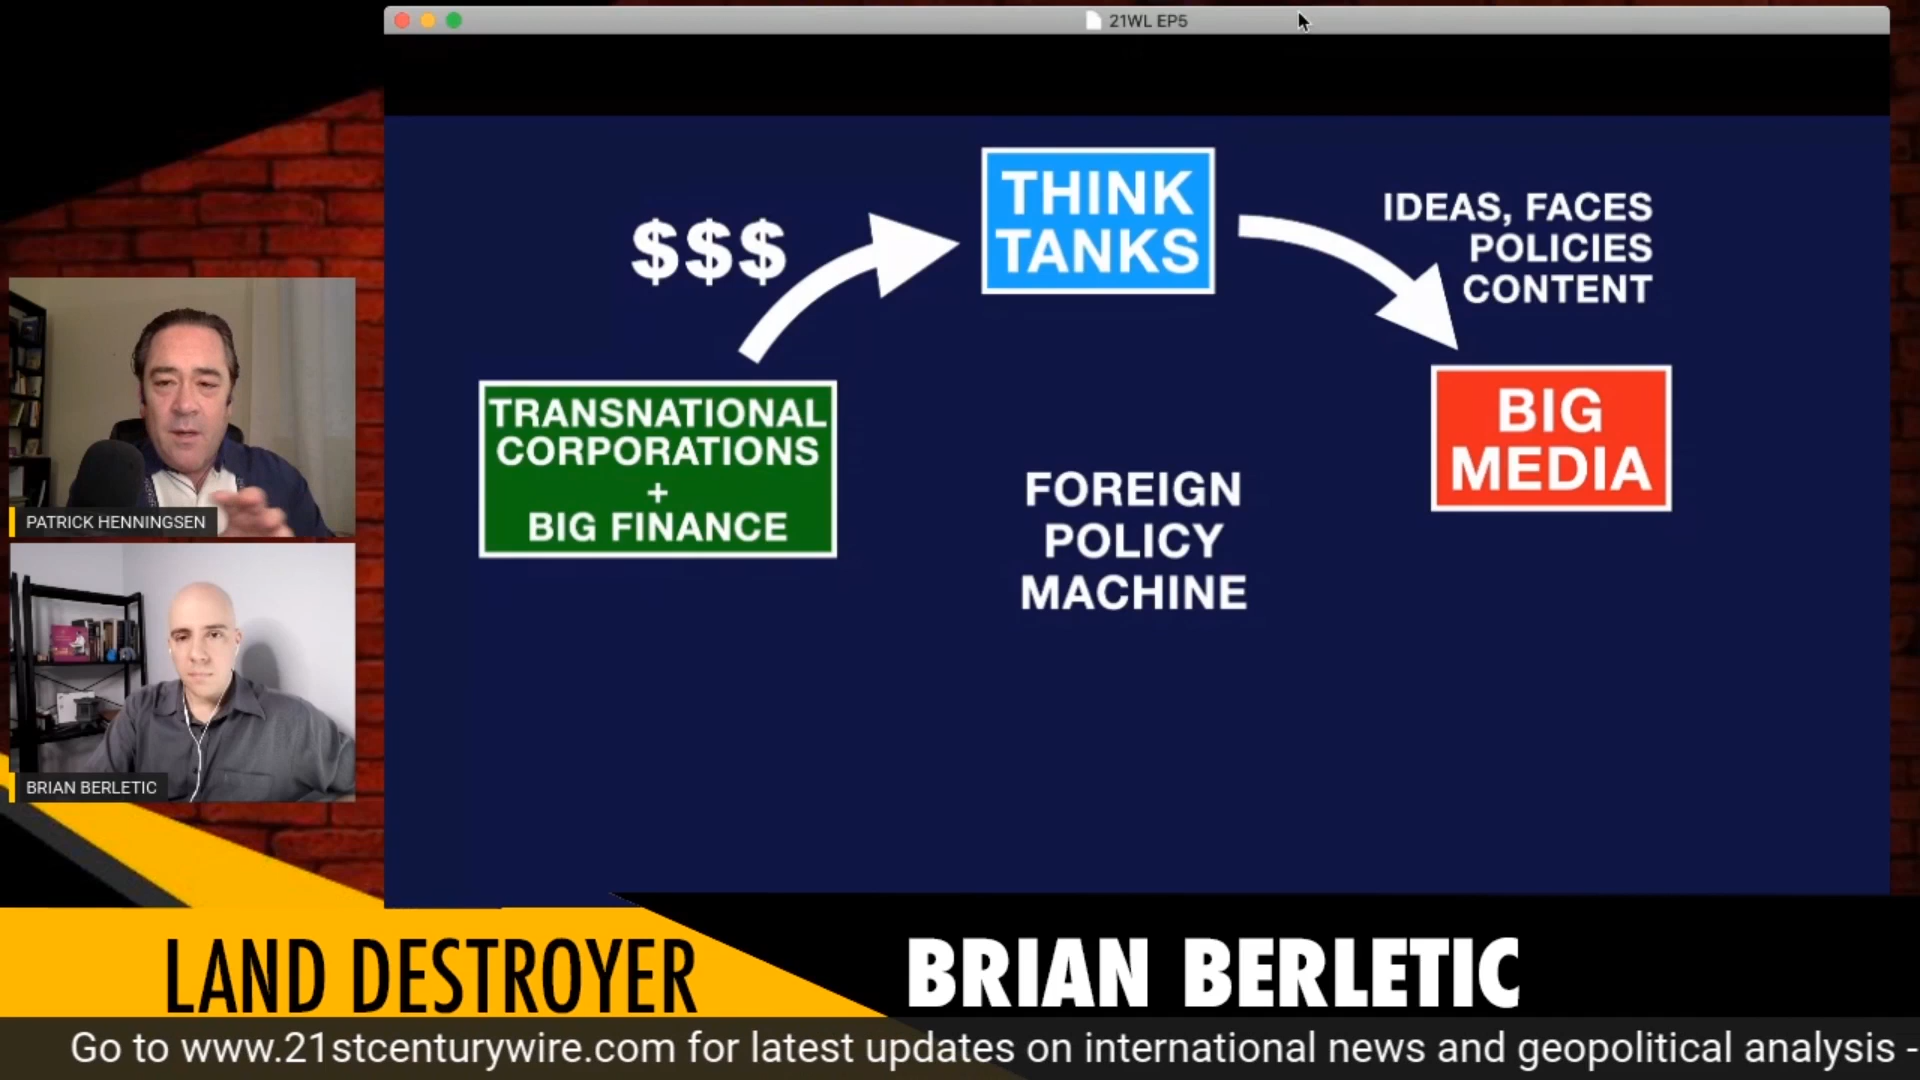 21WL EP5
$$$
THINK
TANKS
IDEAS, FACES
POLICIES
CONTENT
TRANSNATIONAL
CORPORATIONS
+
BIG FINANCE
BIG
MEDIA
FOREIGN
POLICY
MACHINE
PATRICK HENNINGSEN
BRIAN BERLETIC
LAND DESTROYER
BRIAN BERLETIC
Go to www.21stcenturywire.com for latest updates on international news and geopolitical analysis -